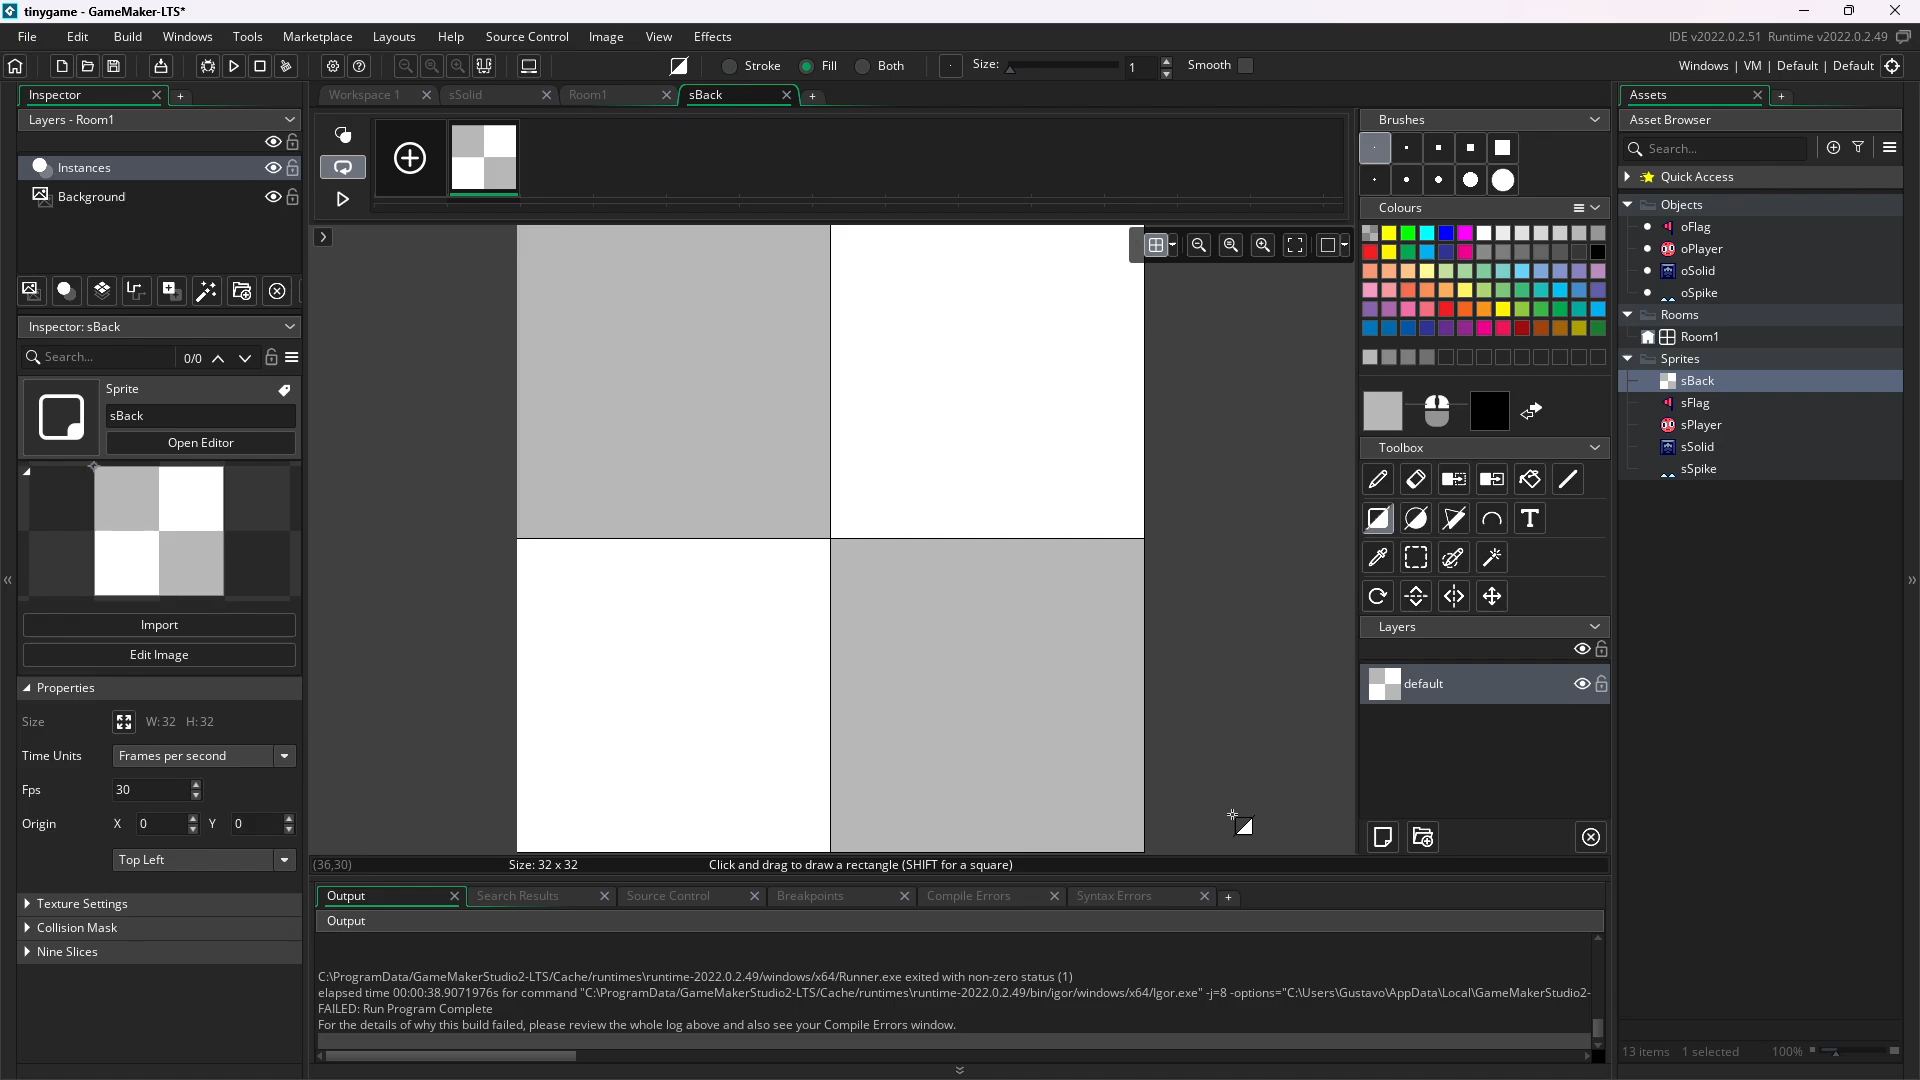 tinygame - GameMaker-LTS*
File Edit Build Windows Tools Marketplace Layouts Help Source Control Image View Effects
IDE v2022.0.2.51 Runtime v2022.0.2.49
Stroke Fill Both Size: 1 Smooth
Windows | VM | Default | Default
Inspector
Workspace 1 sSolid Room1 sBack
Assets
Layers - Room1
Brushes
Asset Browser
Search...
Instances
Quick Access
Background
Colours
Objects
oFlag
oPlayer
oSolid
oSpike
Rooms
Room1
Sprites
sBack
sFlag
sPlayer
sSolid
sSpike
Inspector: sBack
Search... 0/0
Sprite
sBack
Open Editor
Toolbox
T
Import
Layers
Edit Image
default
Properties
Size W:32 H:32
Time Units Frames per second
Fps 30
Origin X 0 Y 0
Top Left
(36,30) Size: 32 x 32 Click and drag to draw a rectangle (SHIFT for a square)
Output Search Results Source Control Breakpoints Compile Errors Syntax Errors
Texture Settings
Output
Collision Mask
Nine Slices
C:\ProgramData/GameMakerStudio2-LTS/Cache/runtimes\runtime-2022.0.2.49/windows/x64/Runner.exe exited with non-zero status (1)
elapsed time 00:00:38.9071976s for command "C:\ProgramData/GameMakerStudio2-LTS/Cache/runtimes\runtime-2022.0.2.49/bin/igor/windows/x64/Igor.exe" -j=8 -options="C:\Users\Gustavo\AppData\Local\GameMakerStudio2-
FAILED: Run Program Complete
For the details of why this build failed, please review the whole log above and also see your Compile Errors window.
13 items 1 selected 100%